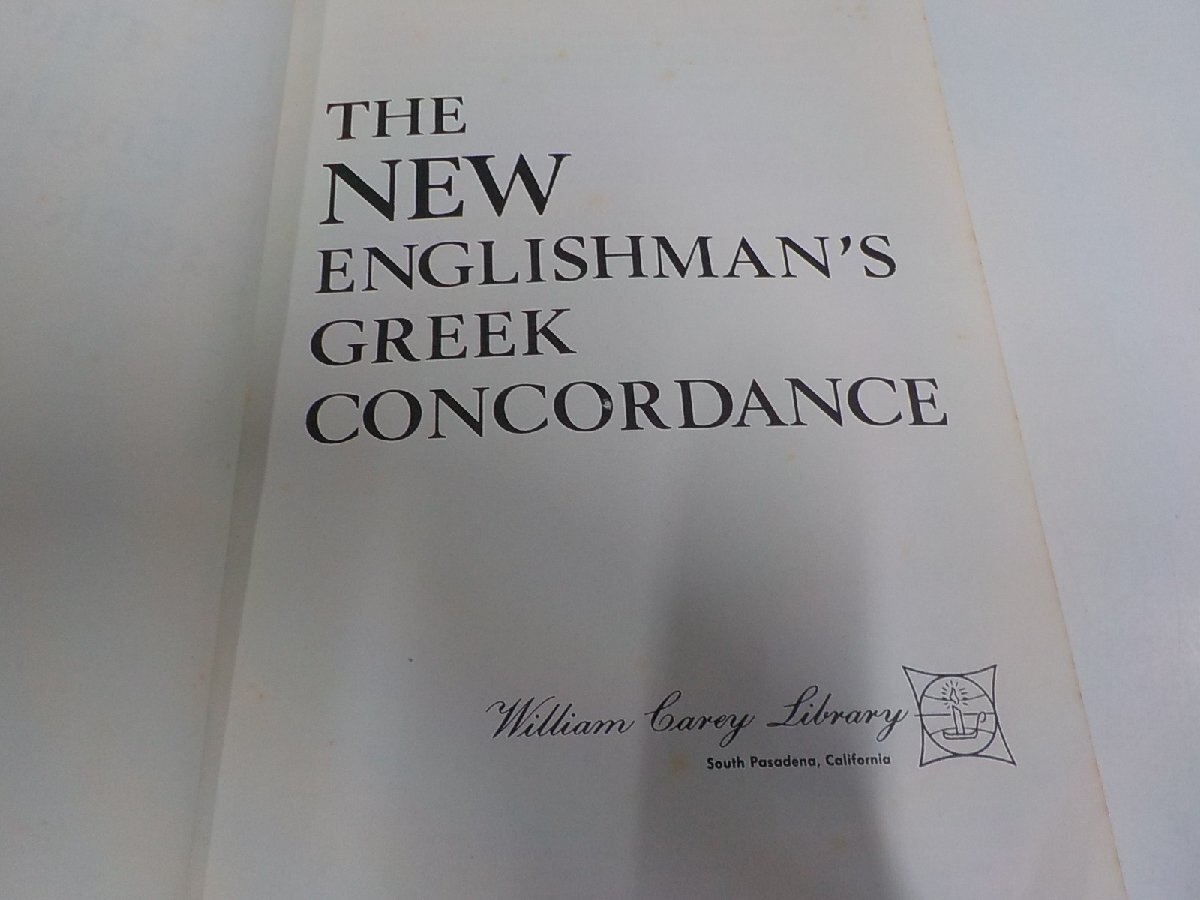 THE
NEW
ENGLISHMAN'S
GREEK
CONCORDANCE
William Carey Library
South Pasadena, California